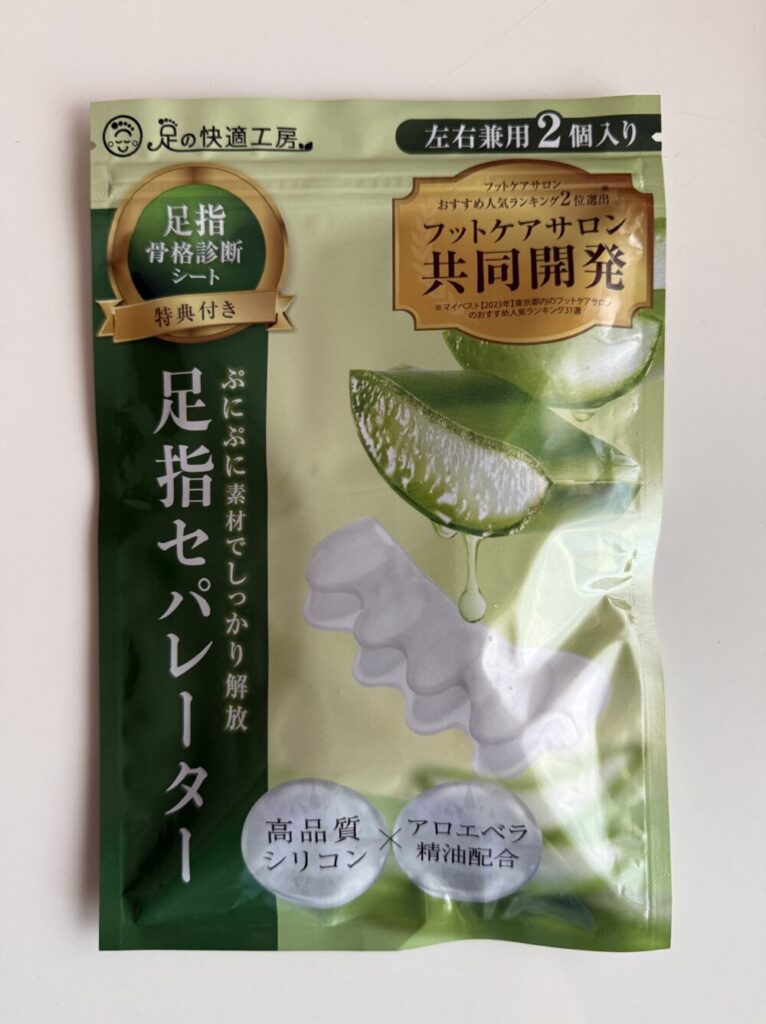 足の快適工房
左右兼用2個入り
足指
骨格診断
シート
特典付き
フットケアサロン
おすすめ人気ランキング2位選出※
フットケアサロン
共同開発
※マイベスト【2023年】東京都内のフットケアサロン
のおすすめ人気ランキング31選
ぷにぷに素材でしっかり解放
足指セパレーター
高品質
シリコン
×
アロエベラ
精油配合